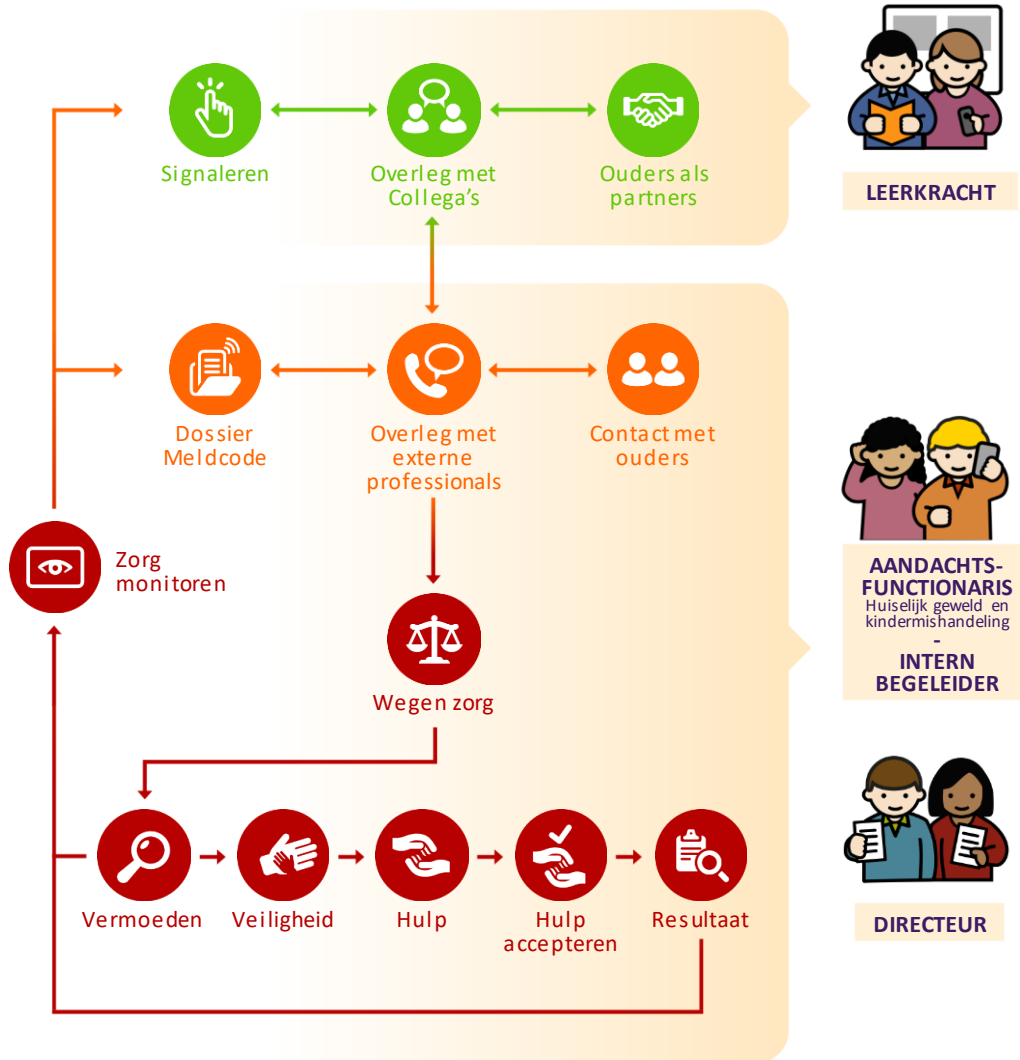 Signaleren
Overleg met
Collega's
Ouders als
partners
LEERKRACHT
Dossier
Meldcode
Overleg met
externe
professionals
Contact met
ouders
Zorg
monitoren
AANDACHTS-
FUNCTIONARIS
Huiselijk geweld en
kindermishandeling
-
INTERN
BEGELEIDER
Wegen zorg
Vermoeden
Veiligheid
Hulp
Hulp
accepteren
Resultaat
DIRECTEUR